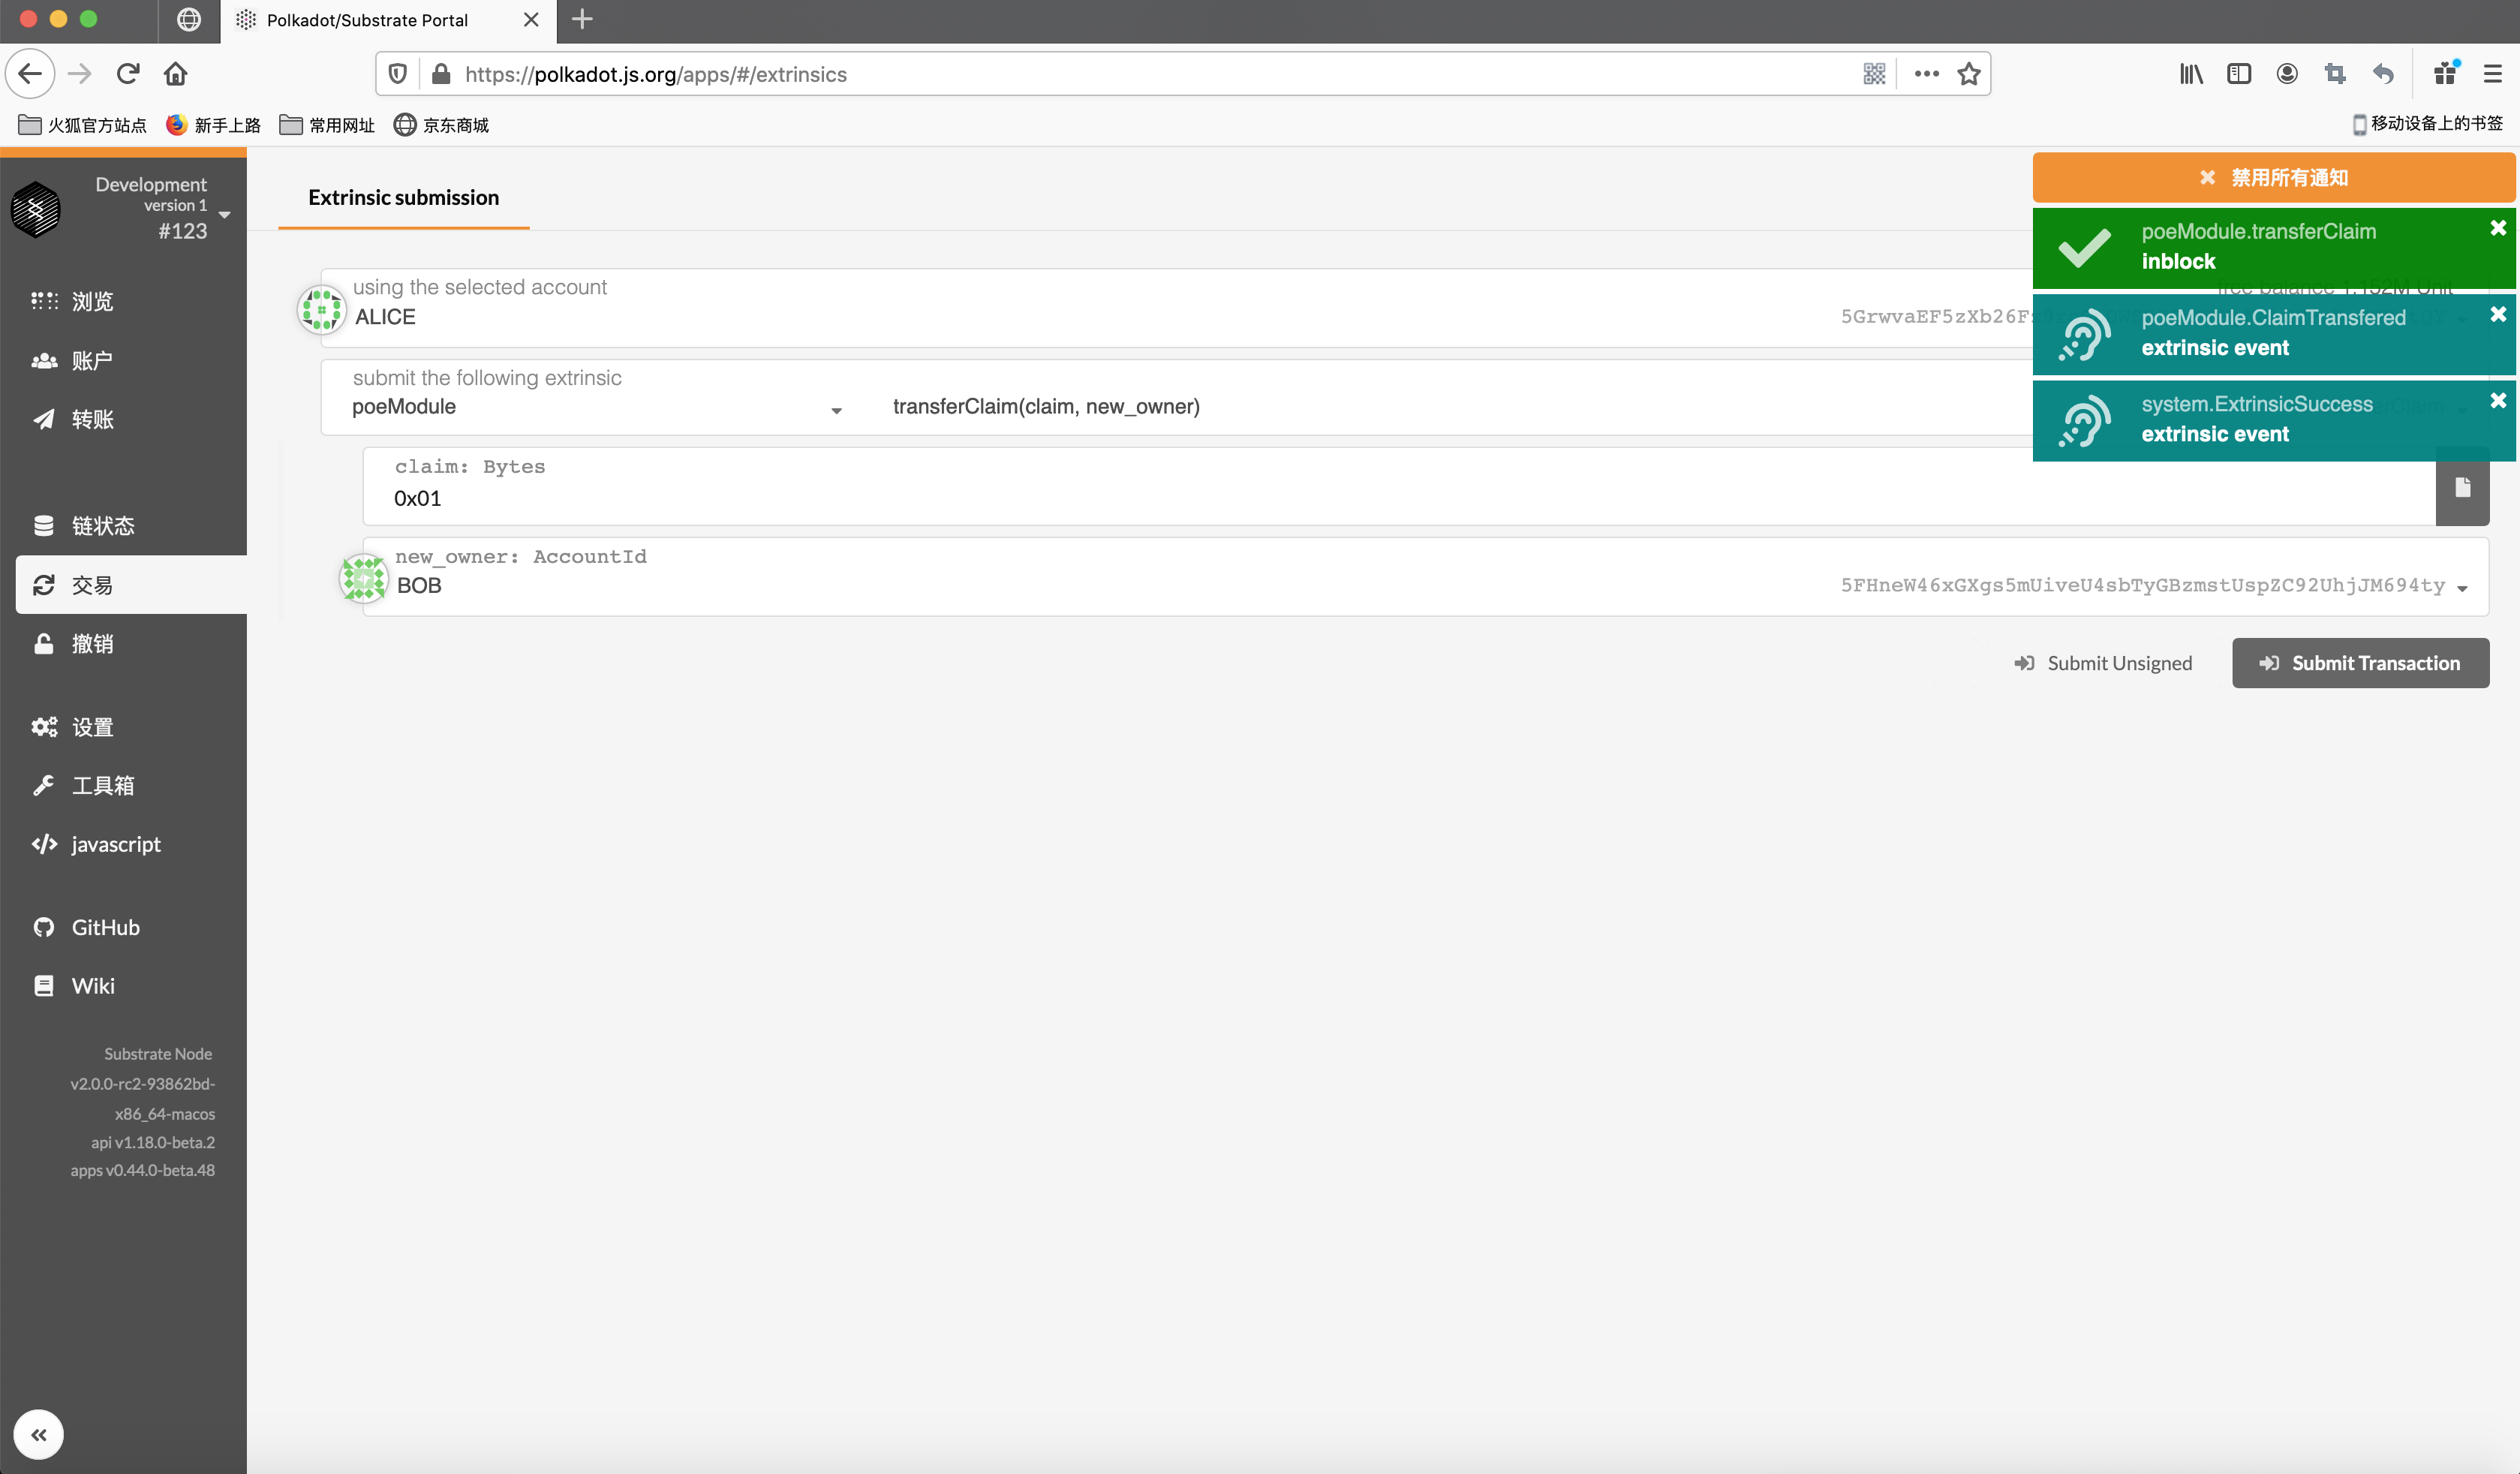 Polkadot/Substrate Portal
https://polkadot.js.org/apps/#/extrinsics
火狐官方站点
新手上路
常用网址
京东商城
移动设备上的书签
Development
version 1
#123
浏览
账户
转账
链状态
交易
撤销
设置
工具箱
javascript
GitHub
Wiki
Substrate Node
v2.0.0-rc2-93862bd-
x86_64-macos
api v1.18.0-beta.2
apps v0.44.0-beta.48
Extrinsic submission
using the selected account
ALICE
5GrwvaEF5zXb26F
free balance 1.152M Unit
submit the following extrinsic
poeModule
transferClaim(claim, new_owner)
claim: Bytes
0x01
new_owner: AccountId
BOB
5FHneW46xGXgs5mUiveU4sbTyGBzmstUspZC92UhjJM694ty
Submit Unsigned
Submit Transaction
禁用所有通知
poeModule.transferClaim
inblock
poeModule.ClaimTransfered
extrinsic event
system.ExtrinsicSuccess
extrinsic event